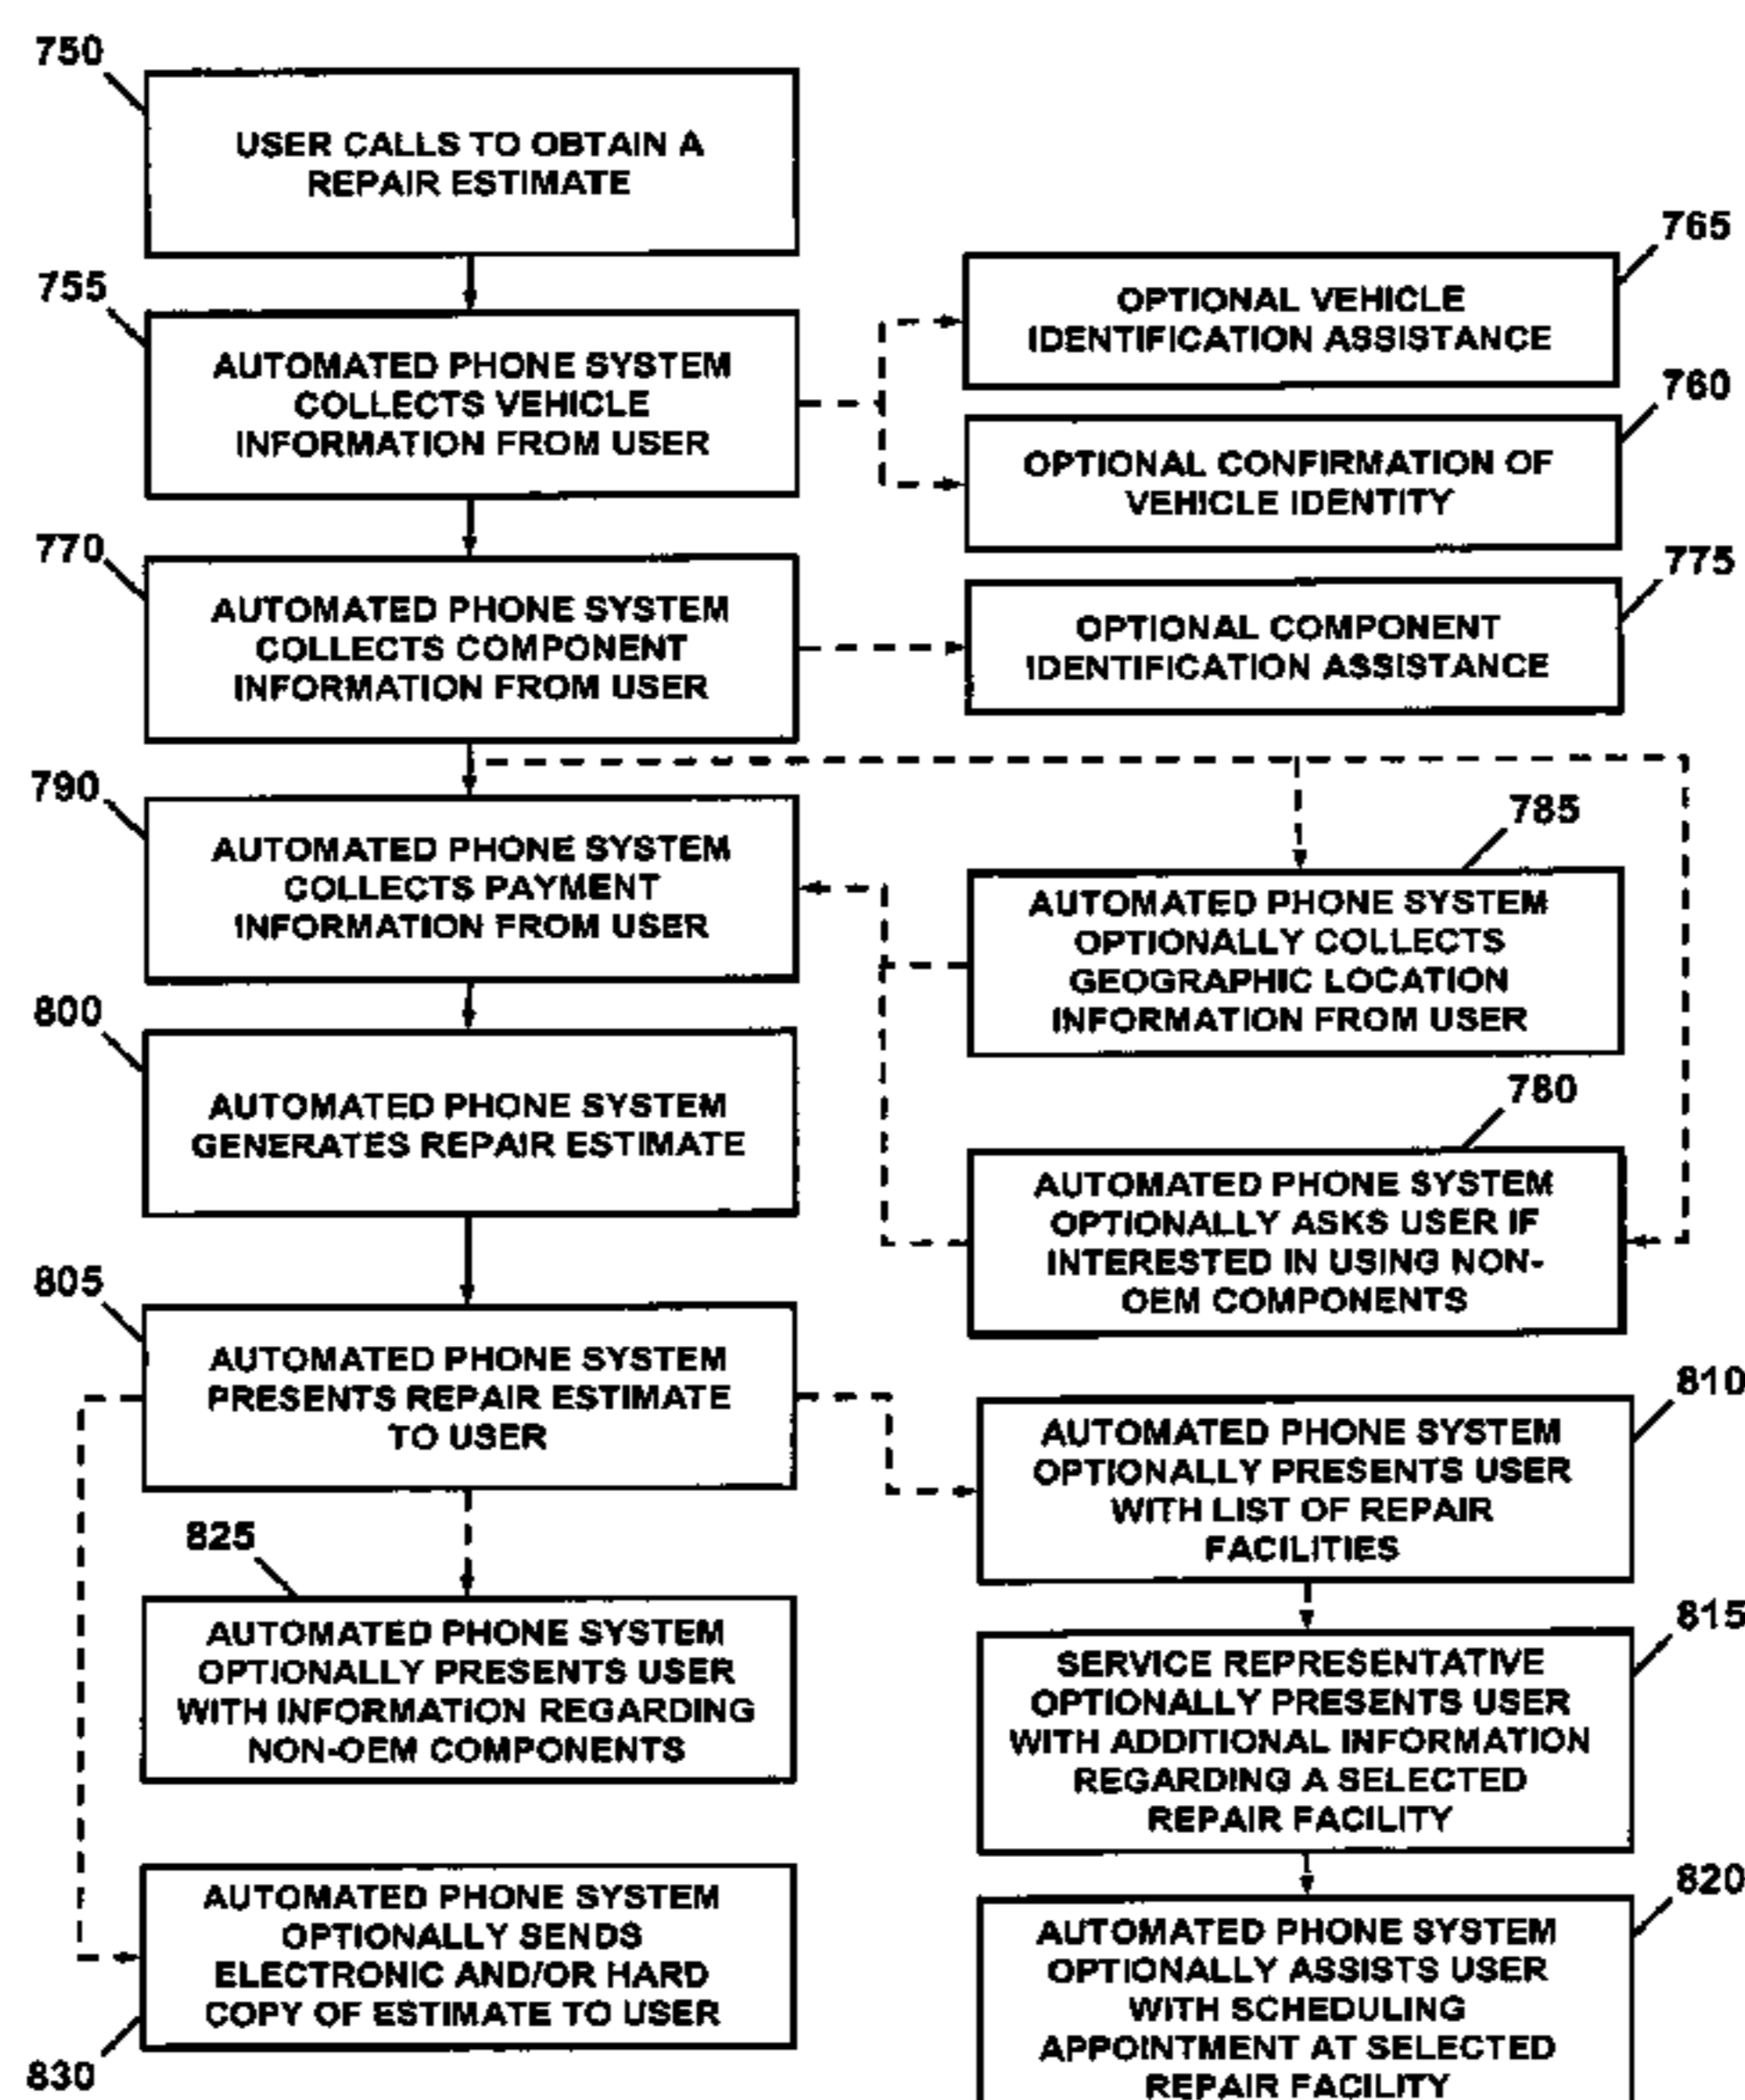 750
USER CALLS TO OBTAIN A
REPAIR ESTIMATE
755
AUTOMATED PHONE SYSTEM
COLLECTS VEHICLE
INFORMATION FROM USER
765
OPTIONAL VEHICLE
IDENTIFICATION ASSISTANCE
760
OPTIONAL CONFIRMATION OF
VEHICLE IDENTITY
770
AUTOMATED PHONE SYSTEM
COLLECTS COMPONENT
INFORMATION FROM USER
775
OPTIONAL COMPONENT
IDENTIFICATION ASSISTANCE
790
AUTOMATED PHONE SYSTEM
COLLECTS PAYMENT
INFORMATION FROM USER
785
AUTOMATED PHONE SYSTEM
OPTIONALLY COLLECTS
GEOGRAPHIC LOCATION
INFORMATION FROM USER
800
AUTOMATED PHONE SYSTEM
GENERATES REPAIR ESTIMATE
780
AUTOMATED PHONE SYSTEM
OPTIONALLY ASKS USER IF
INTERESTED IN USING NON-
OEM COMPONENTS
805
AUTOMATED PHONE SYSTEM
PRESENTS REPAIR ESTIMATE
TO USER
810
AUTOMATED PHONE SYSTEM
OPTIONALLY PRESENTS USER
WITH LIST OF REPAIR
FACILITIES
825
AUTOMATED PHONE SYSTEM
OPTIONALLY PRESENTS USER
WITH INFORMATION REGARDING
NON-OEM COMPONENTS
815
SERVICE REPRESENTATIVE
OPTIONALLY PRESENTS USER
WITH ADDITIONAL INFORMATION
REGARDING A SELECTED
REPAIR FACILITY
AUTOMATED PHONE SYSTEM
OPTIONALLY SENDS
ELECTRONIC AND/OR HARD
COPY OF ESTIMATE TO USER
830
820
AUTOMATED PHONE SYSTEM
OPTIONALLY ASSISTS USER
WITH SCHEDULING
APPOINTMENT AT SELECTED
REPAIR FACILITY